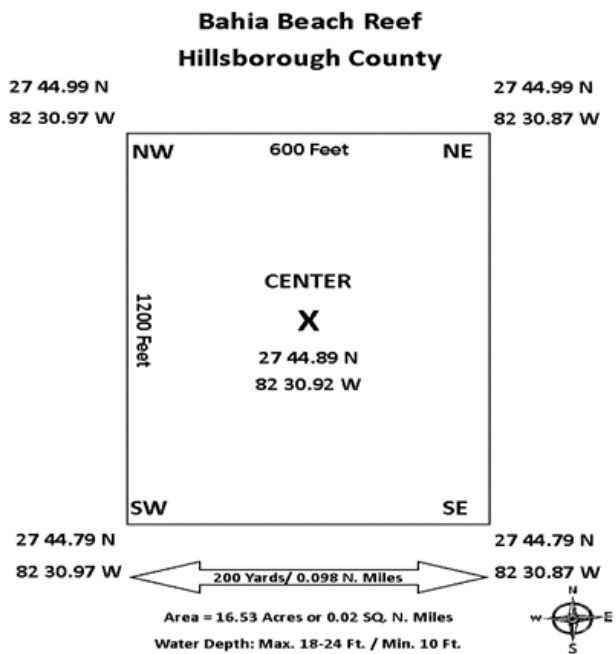 Bahia Beach Reef
Hillsborough County
27 44.99 N
82 30.97 W
27 44.99 N
82 30.87 W
NW
600 Feet
NE
1200 Feet
CENTER
X
27 44.89 N
82 30.92 W
SW
SE
27 44.79 N
82 30.97 W
27 44.79 N
82 30.87 W
200 Yards/ 0.098 N. Miles
Area = 16.53 Acres or 0.02 SQ. N. Miles
Water Depth: Max. 18-24 Ft. / Min. 10 Ft.
N
W
E
S